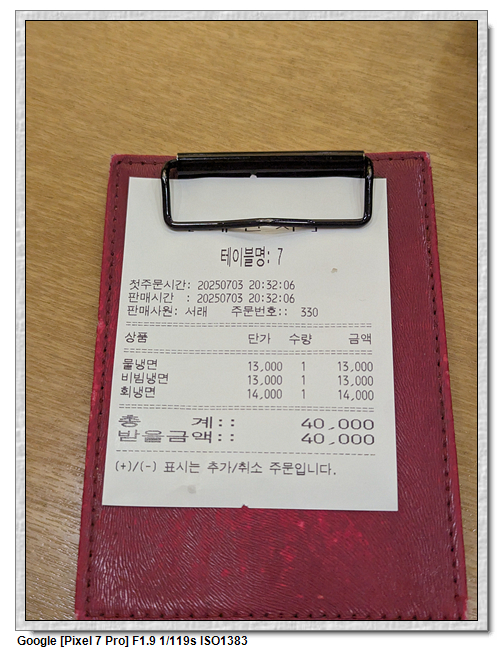 테이블명: 7
첫주문시간: 20250703 20:32:06
판매시간 : 20250703 20:32:06
판매사원: 서래 주문번호:: 330
상품 단가 수량 금액
물냉면 13,000 1 13,000
비빔냉면 13,000 1 13,000
회냉면 14,000 1 14,000
총 계:: 40,000
받을금액:: 40,000
(+)/(-) 표시는 추가/취소 주문입니다.
Google [Pixel 7 Pro] F1.9 1/119s ISO1383